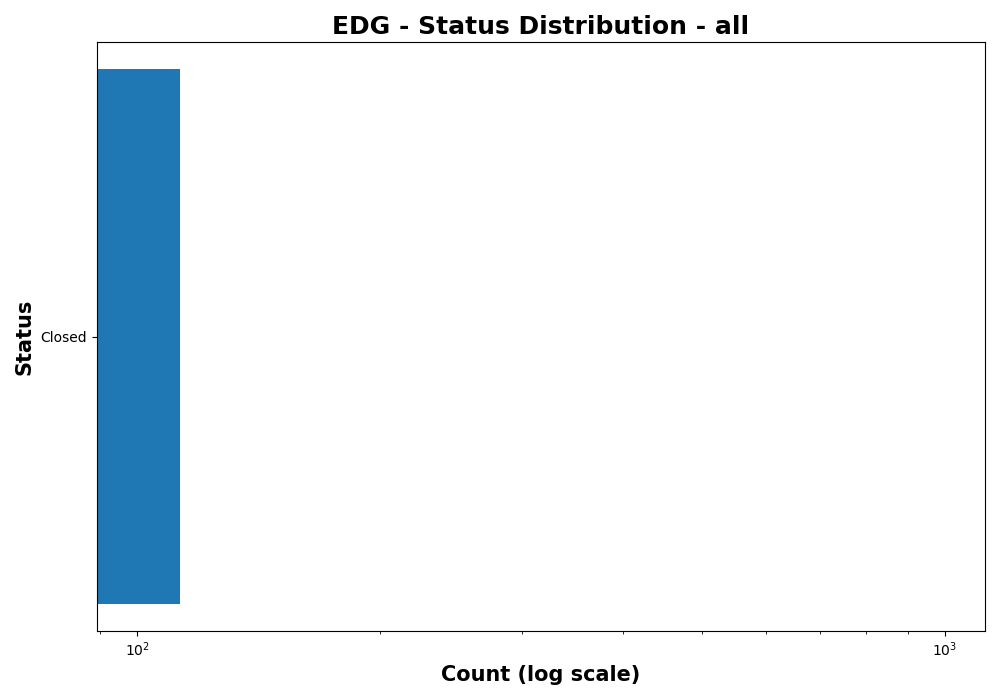 EDG - Status Distribution - all
Status
Closed
10² 10³
Count (log scale)